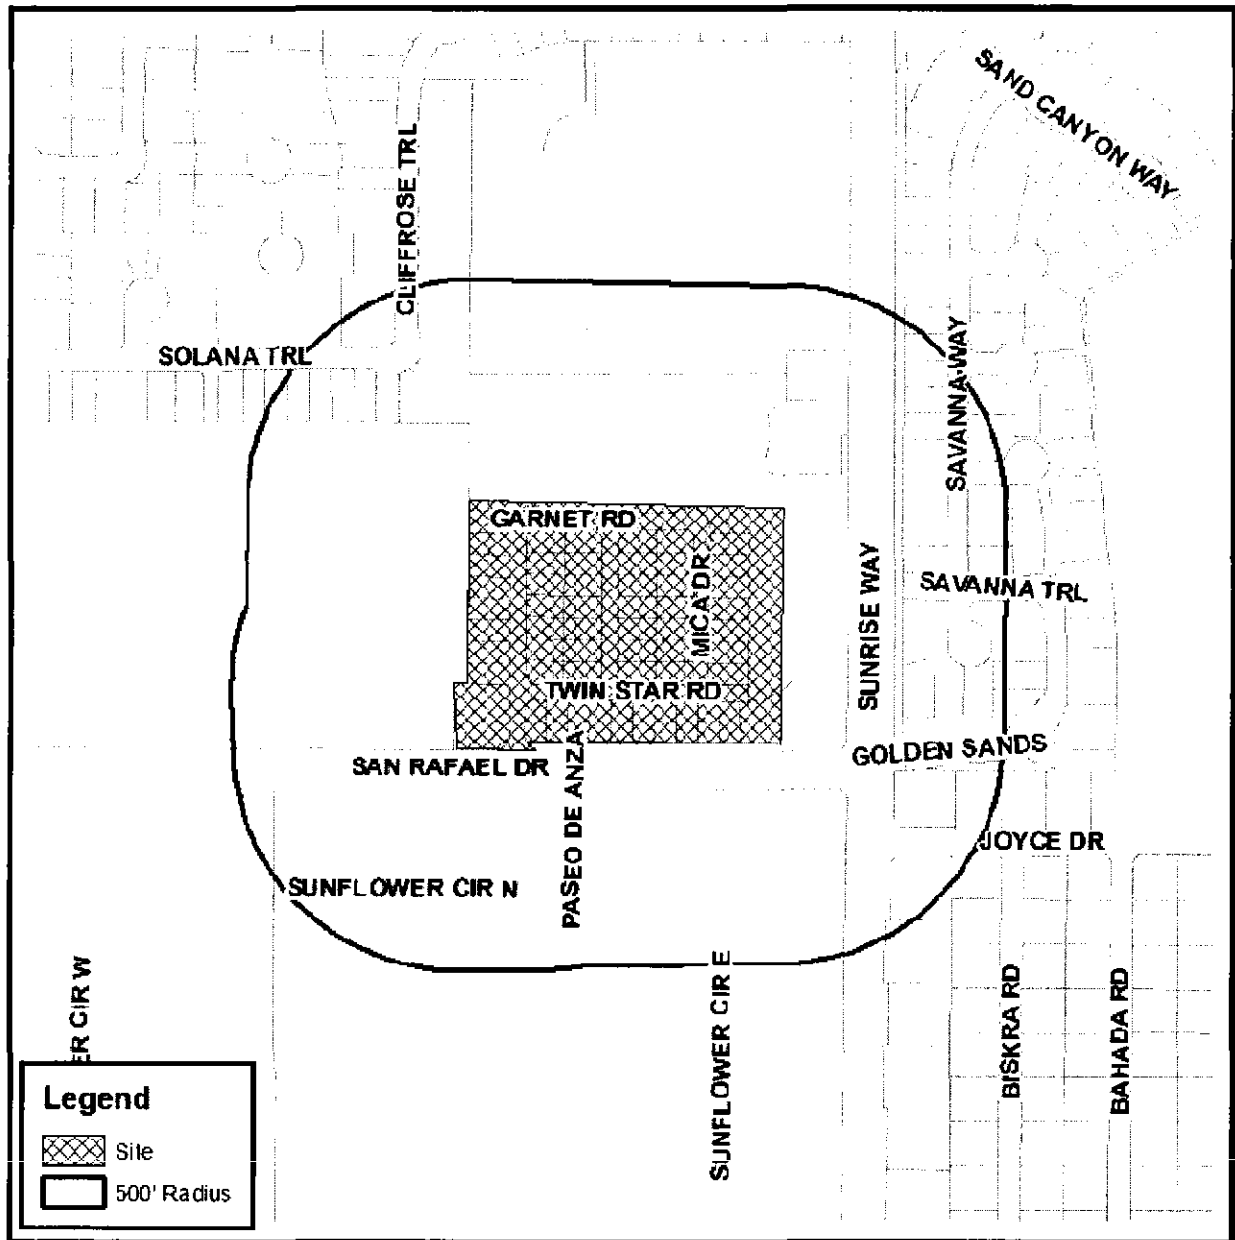 SAND CANYON WAY
CLIFFROSE TRL
SOLANA TRL
SAVANNA WAY
GARNET RD
MICA DR
SUNRISE WAY
SAVANNA TRL
TWIN STAR RD
GOLDEN SANDS
SAN RAFAEL DR
PASEO DE ANZA
JOYCE DR
SUNFLOWER CIR N
ER CIR W
SUNFLOWER CIR E
BISKRA RD
BAHADA RD
Legend
Site
500' Radius